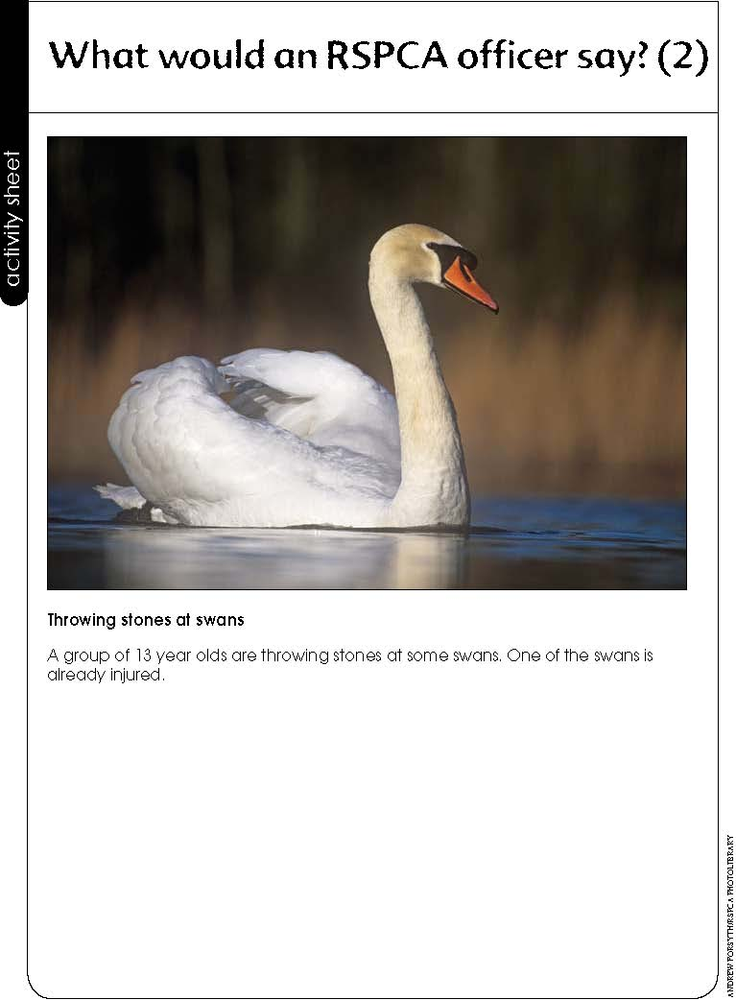 What would an RSPCA officer say? (2)
activity sheet
Throwing stones at swans
A group of 13 year olds are throwing stones at some swans. One of the swans is
already injured.
ANDREW FORSYTH/RSPCA PHOTOLIBRARY